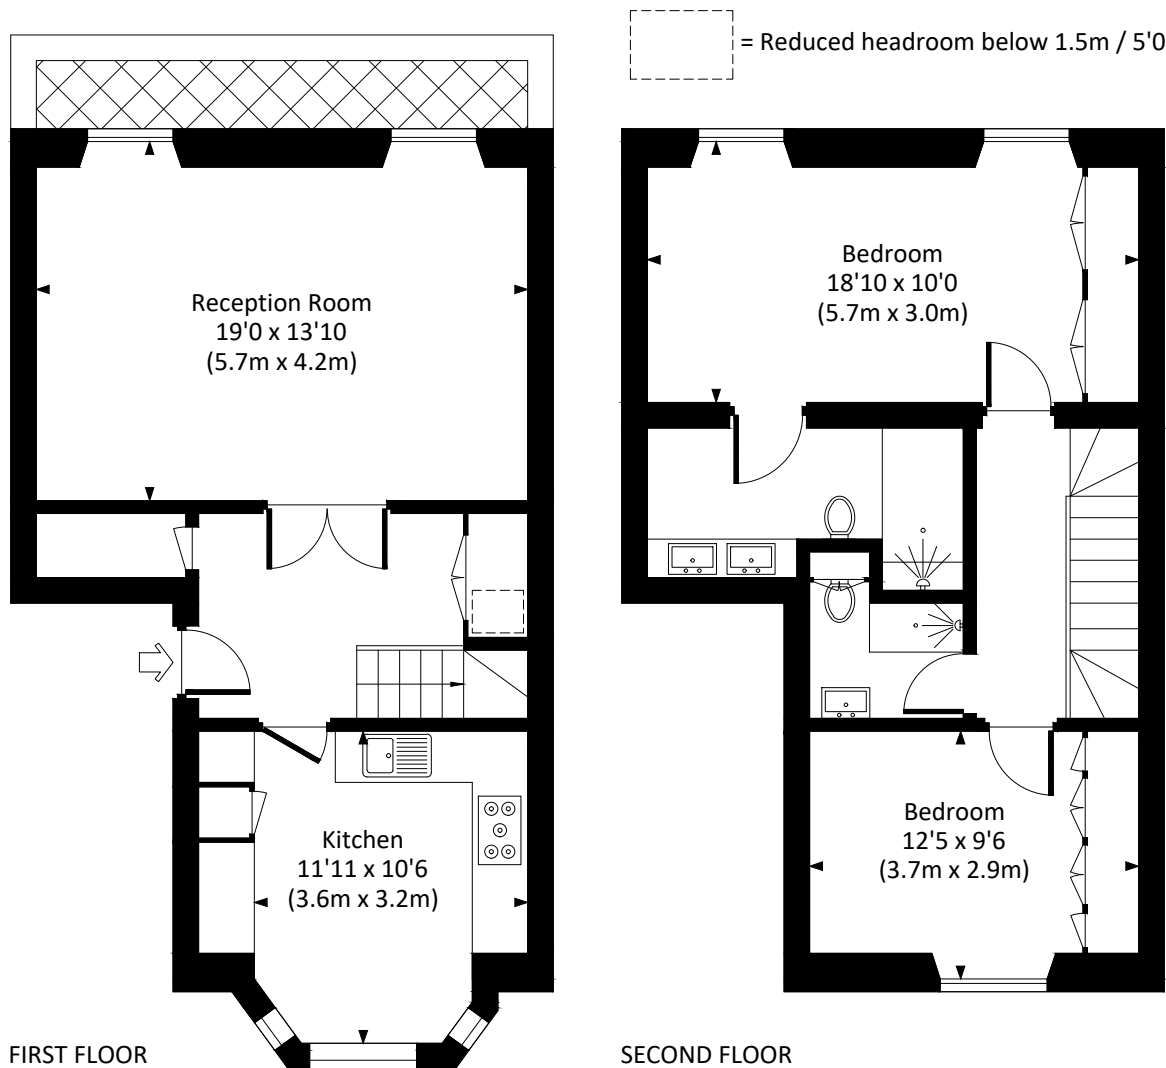 = Reduced headroom below 1.5m / 5'0
Reception Room
19'0 x 13'10
(5.7m x 4.2m)
Bedroom
18'10 x 10'0
(5.7m x 3.0m)
Kitchen
11'11 x 10'6
(3.6m x 3.2m)
Bedroom
12'5 x 9'6
(3.7m x 2.9m)
FIRST FLOOR
SECOND FLOOR